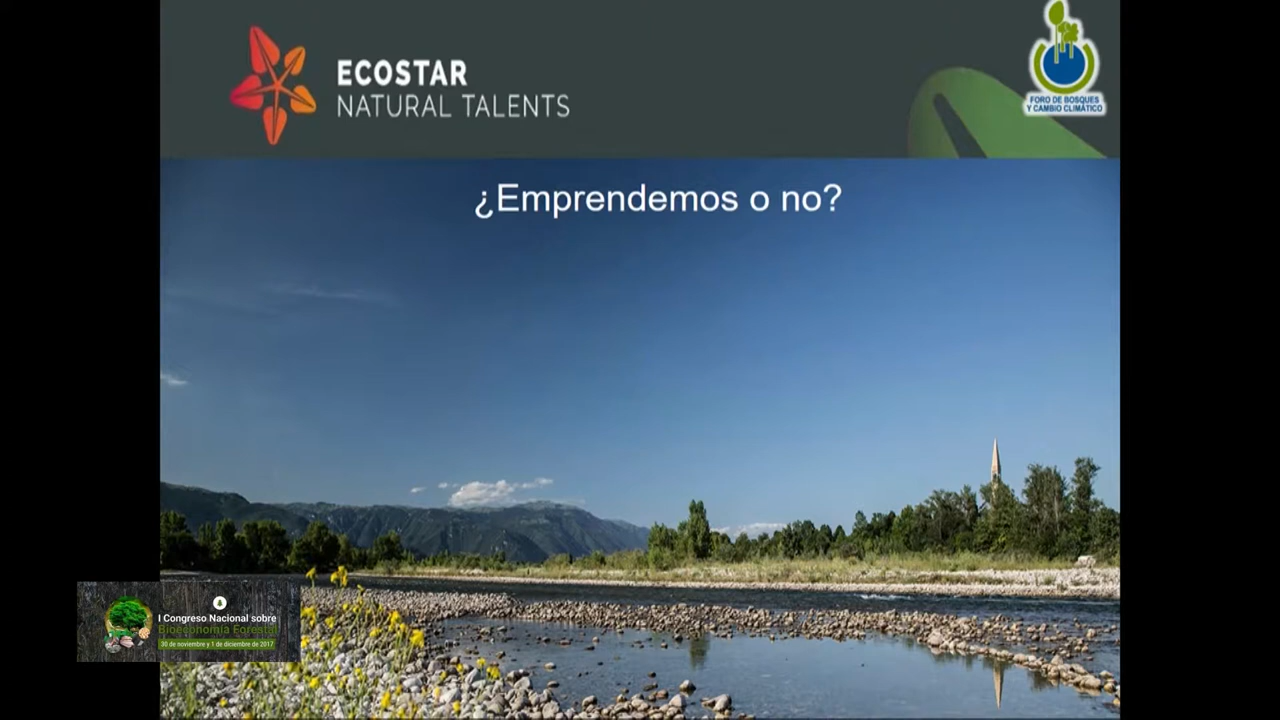 ECOSTAR
NATURAL TALENTS
FORO DE BOSQUES
Y CAMBIO CLIMÁTICO
¿Emprendemos o no?
I Congreso Nacional sobre
Bioeconomía Forestal
30 de noviembre y 1 de diciembre de 2017